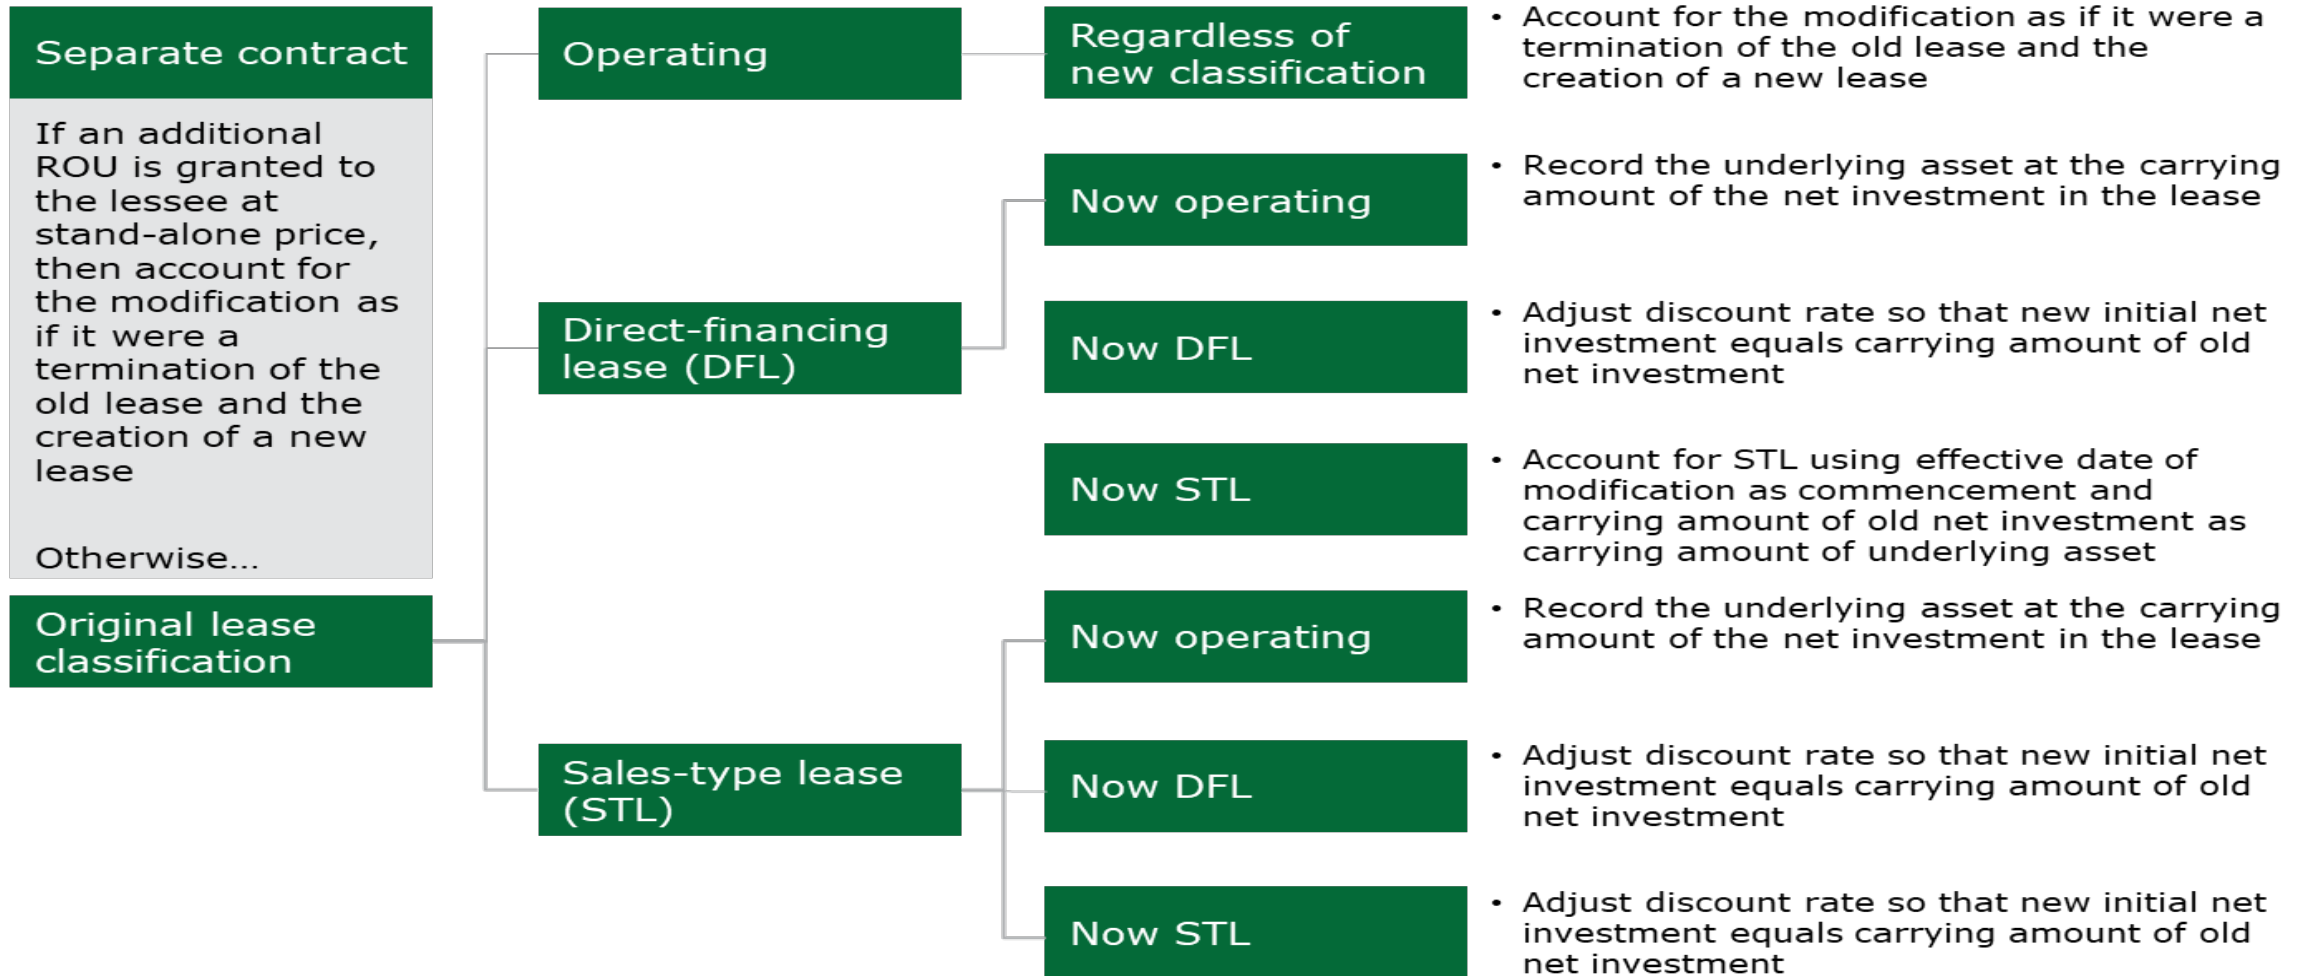 Separate contract
If an additional
ROU is granted to
the lessee at
stand-alone price,
then account for
the modification as
if it were a
termination of the
old lease and the
creation of a new
lease
Otherwise...
Original lease
classification
Operating
Regardless of
new classification
• Account for the modification as if it were a
termination of the old lease and the
creation of a new lease
Direct-financing
lease (DFL)
Now operating
• Record the underlying asset at the carrying
amount of the net investment in the lease
Now DFL
• Adjust discount rate so that new initial net
investment equals carrying amount of old
net investment
Now STL
• Account for STL using effective date of
modification as commencement and
carrying amount of old net investment as
carrying amount of underlying asset
Sales-type lease
(STL)
Now operating
• Record the underlying asset at the carrying
amount of the net investment in the lease
Now DFL
• Adjust discount rate so that new initial net
investment equals carrying amount of old
net investment
Now STL
• Adjust discount rate so that new initial net
investment equals carrying amount of old
net investment